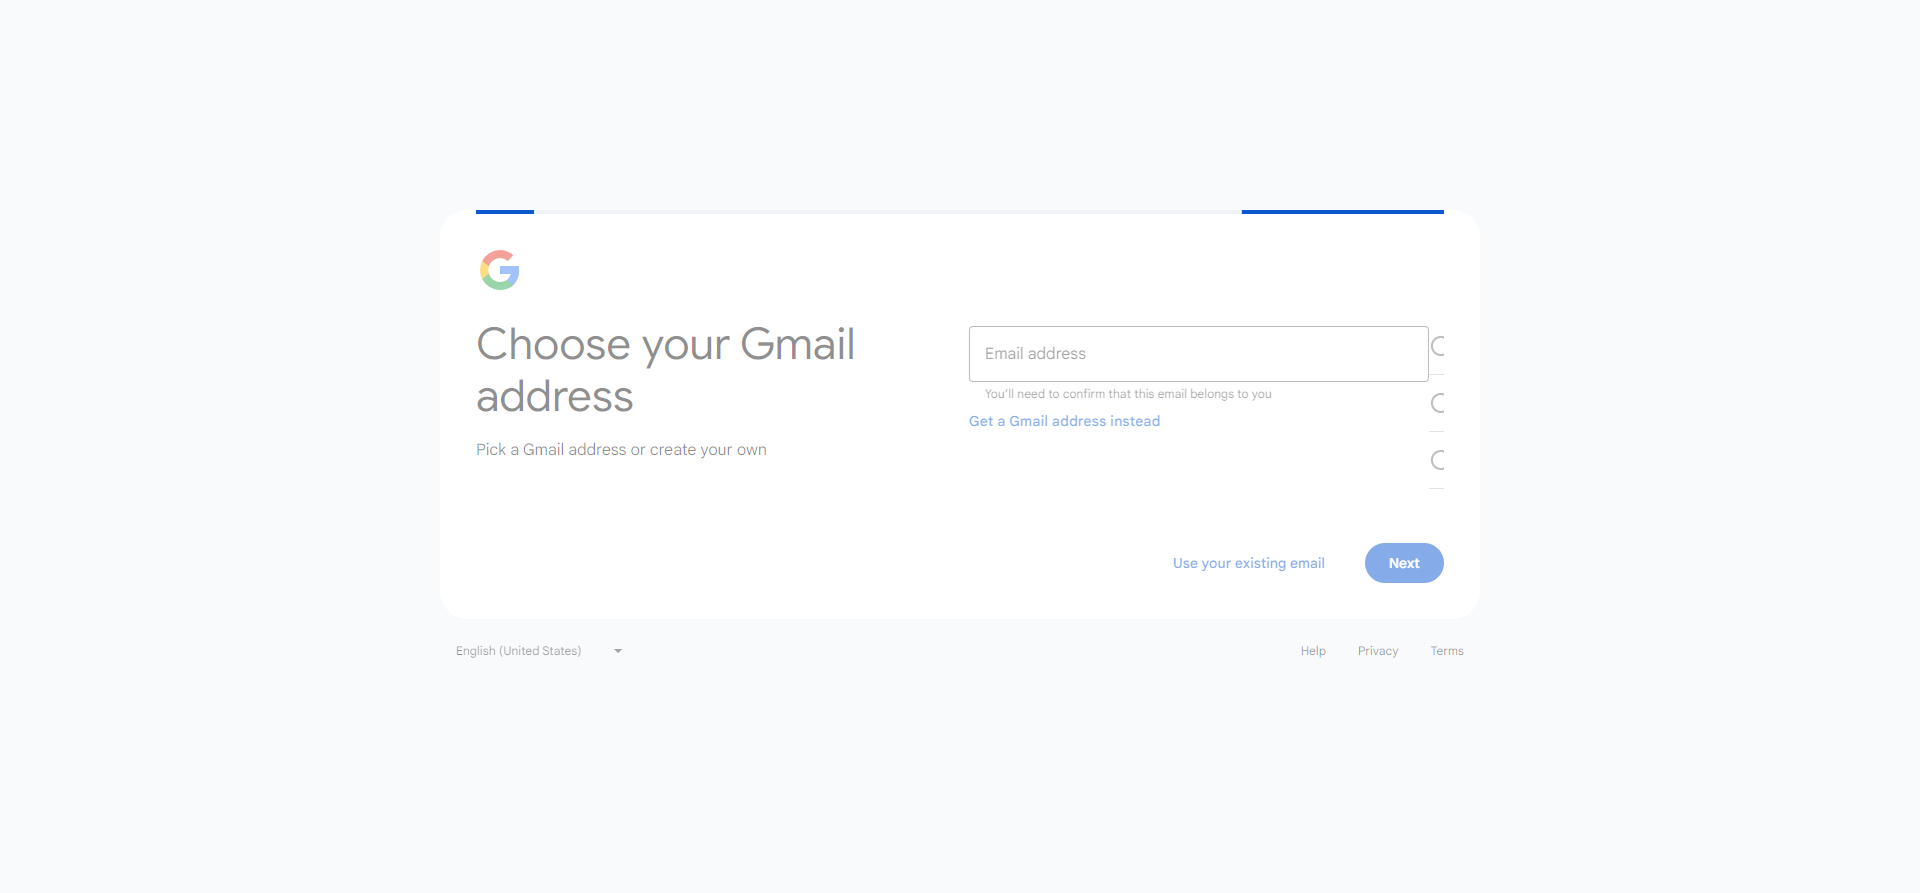 Choose your Gmail
address
Pick a Gmail address or create your own
Email address
You'll need to confirm that this email belongs to you
Get a Gmail address instead
Use your existing email
Next
English (United States)
Help
Privacy
Terms